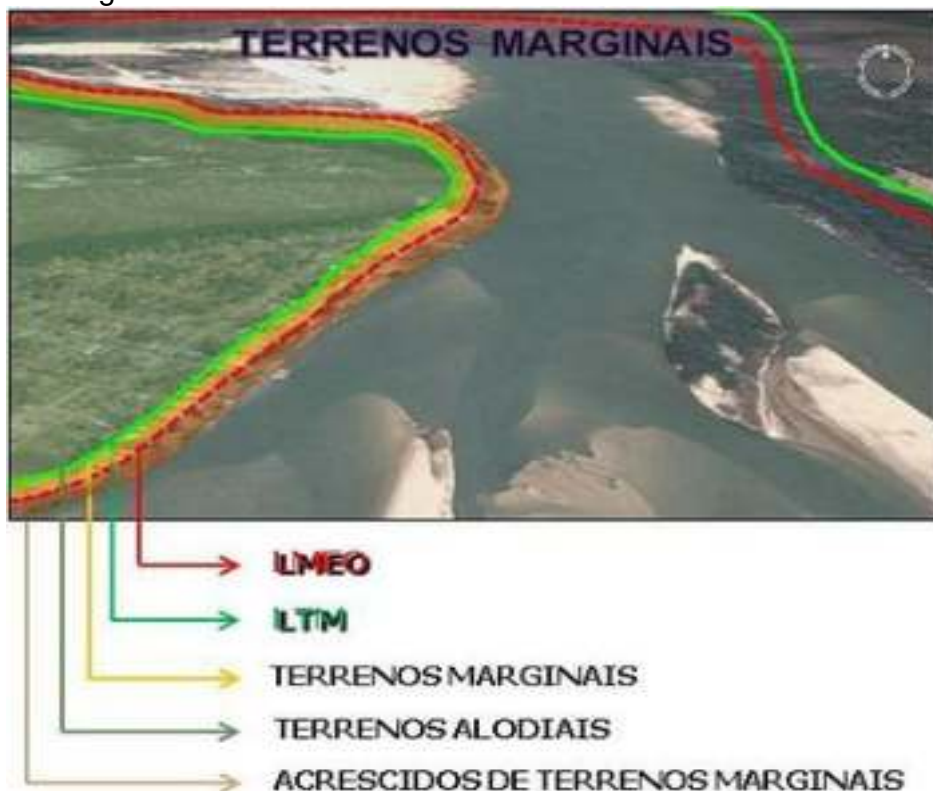 TERRENOS MARGINAIS
LMEO
LTM
TERRENOS MARGINAIS
TERRENOS ALODIAIS
ACRESCIDOS DE TERRENOS MARGINAIS